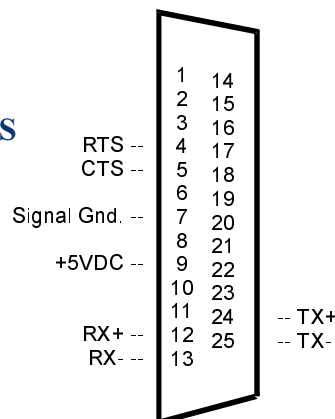 S
1 14
2 15
3 16
RTS -- 4 17
CTS -- 5 18
6 19
Signal Gnd. -- 7 20
8 21
+5VDC -- 9 22
10 23
11 24 -- TX+
RX+ -- 12 25 -- TX-
RX- -- 13